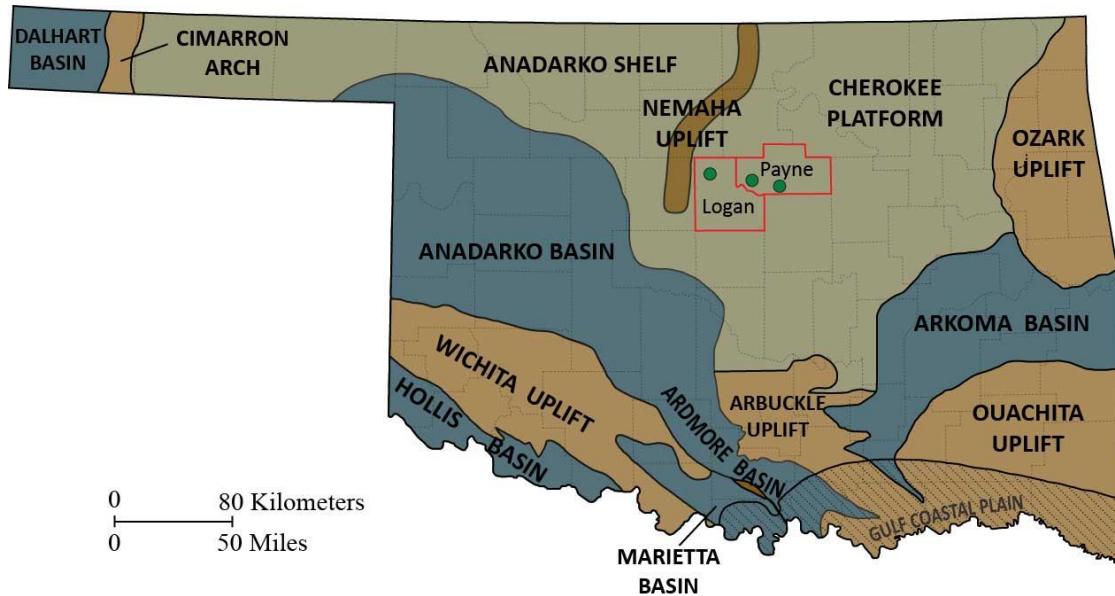 DALHART
BASIN
CIMARRON
ARCH
ANADARKO SHELF
NEMAHA
UPLIFT
CHEROKEE
PLATFORM
OZARK
UPLIFT
Payne
Logan
ANADARKO BASIN
ARKOMA BASIN
WICHITA UPLIFT
HOLLIS BASIN
ARDMORE BASIN
ARBUCKLE
UPLIFT
OUACHITA
UPLIFT
GULF COASTAL PLAIN
MARIETTA
BASIN
0 80 Kilometers
0 50 Miles